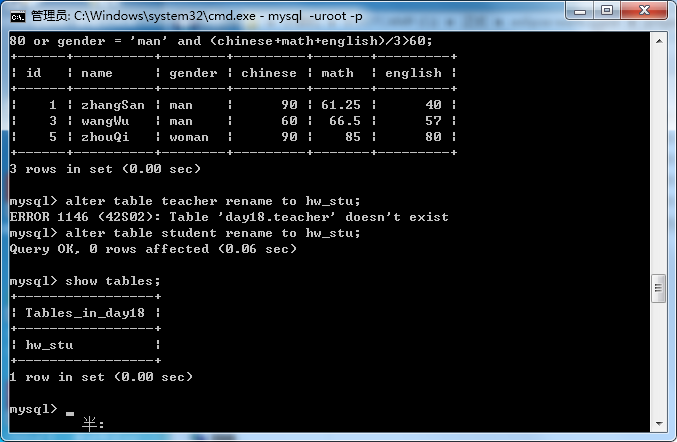 管理员: C:\Windows\system32\cmd.exe - mysql -uroot -p
80 or gender = 'man' and (chinese+math+english)/3>60;
+------+----------+--------+---------+-------+---------+
| id | name | gender | chinese | math | english |
+------+----------+--------+---------+-------+---------+
| 1 | zhangSan | man | 90 | 61.25 | 40 |
| 3 | wangWu | man | 60 | 66.5 | 57 |
| 5 | zhouQi | woman | 90 | 85 | 80 |
+------+----------+--------+---------+-------+---------+
3 rows in set (0.00 sec)
mysql> alter table teacher rename to hw_stu;
ERROR 1146 (42S02): Table 'day18.teacher' doesn't exist
mysql> alter table student rename to hw_stu;
Query OK, 0 rows affected (0.06 sec)
mysql> show tables;
+-----------------+
| Tables_in_day18 |
+-----------------+
| hw_stu |
+-----------------+
1 row in set (0.00 sec)
mysql> _
半: